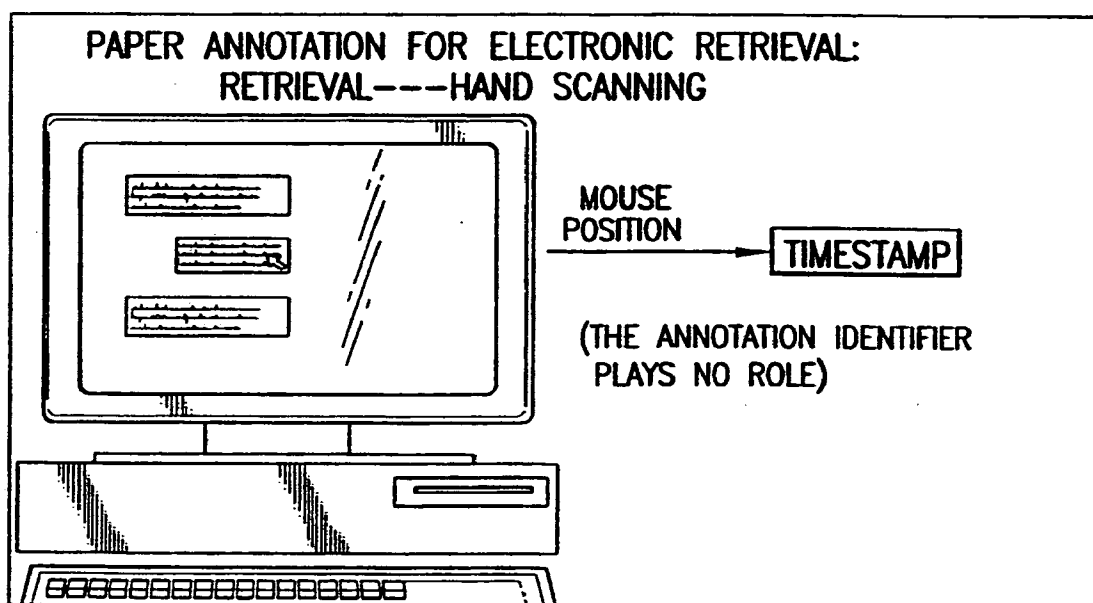 PAPER ANNOTATION FOR ELECTRONIC RETRIEVAL:
RETRIEVAL---HAND SCANNING
MOUSE
POSITION
TIMESTAMP
(THE ANNOTATION IDENTIFIER
PLAYS NO ROLE)